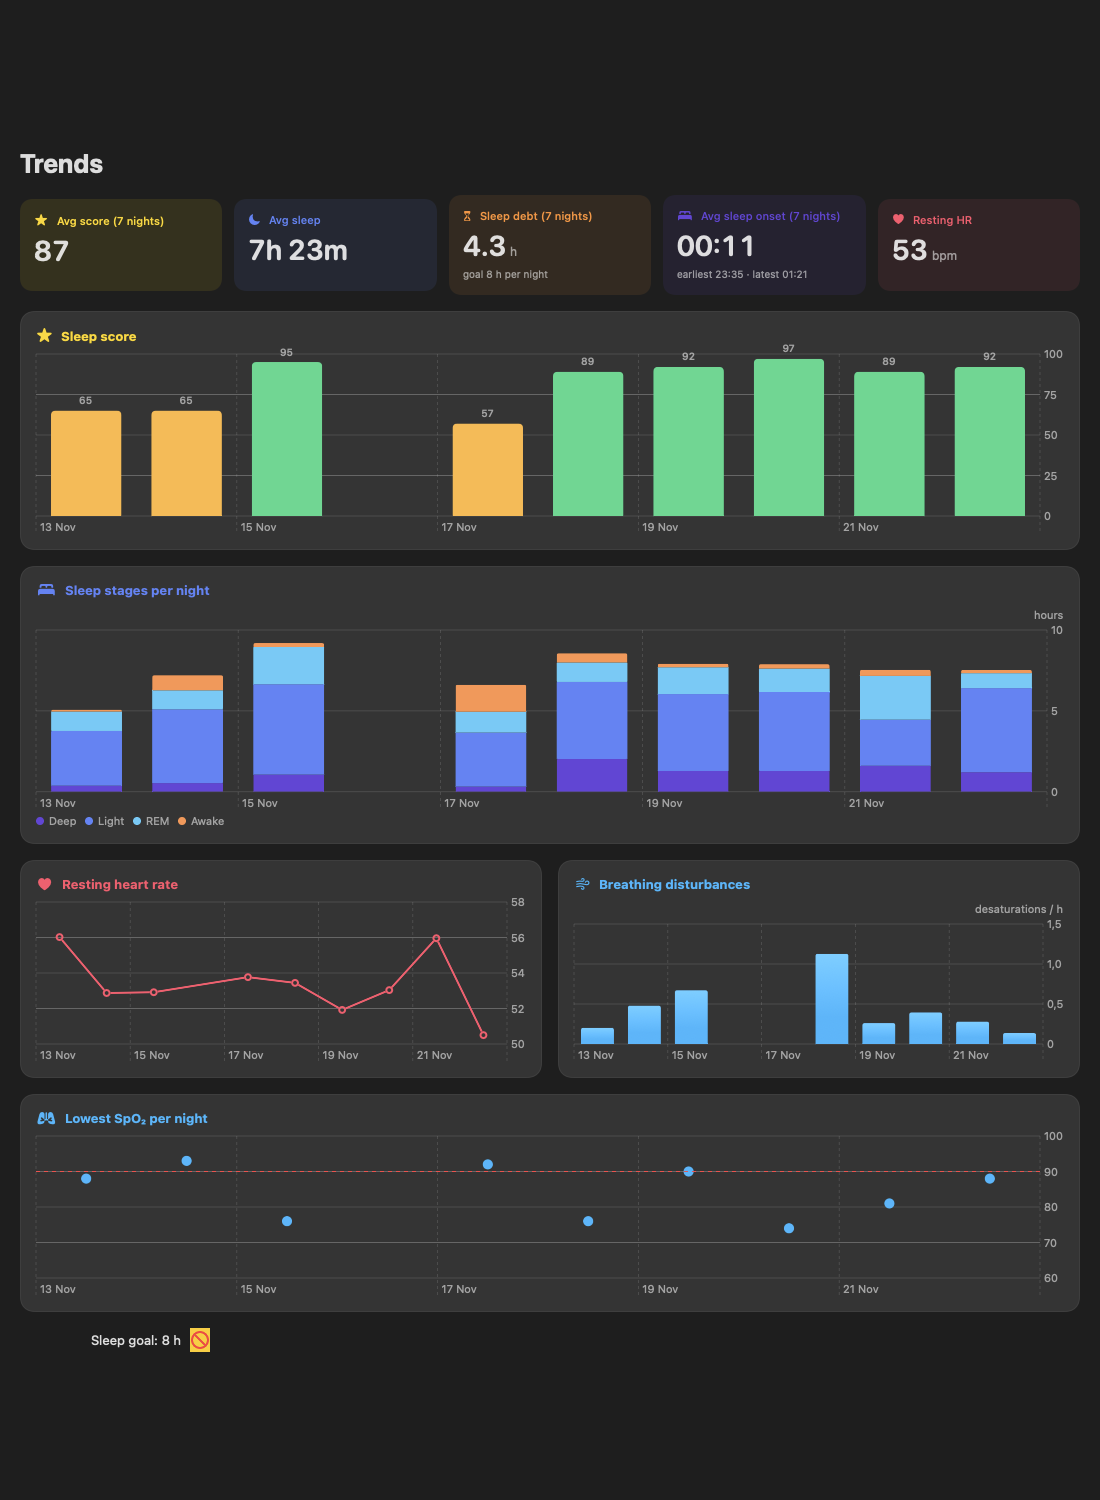 Trends
Avg score (7 nights)
87
Avg sleep
7h 23m
Sleep debt (7 nights)
4.3 h
goal 8 h per night
Avg sleep onset (7 nights)
00:11
earliest 23:35 · latest 01:21
Resting HR
53 bpm
Sleep score
65
65
95
57
89
92
97
89
92
100
75
50
25
0
13 Nov
15 Nov
17 Nov
19 Nov
21 Nov
Sleep stages per night
hours
10
5
0
13 Nov
15 Nov
17 Nov
19 Nov
21 Nov
Deep
Light
REM
Awake
Resting heart rate
58
56
54
52
50
13 Nov
15 Nov
17 Nov
19 Nov
21 Nov
Breathing disturbances
desaturations / h
1,5
1,0
0,5
0
13 Nov
15 Nov
17 Nov
19 Nov
21 Nov
Lowest SpO₂ per night
100
90
80
70
60
13 Nov
15 Nov
17 Nov
19 Nov
21 Nov
Sleep goal: 8 h